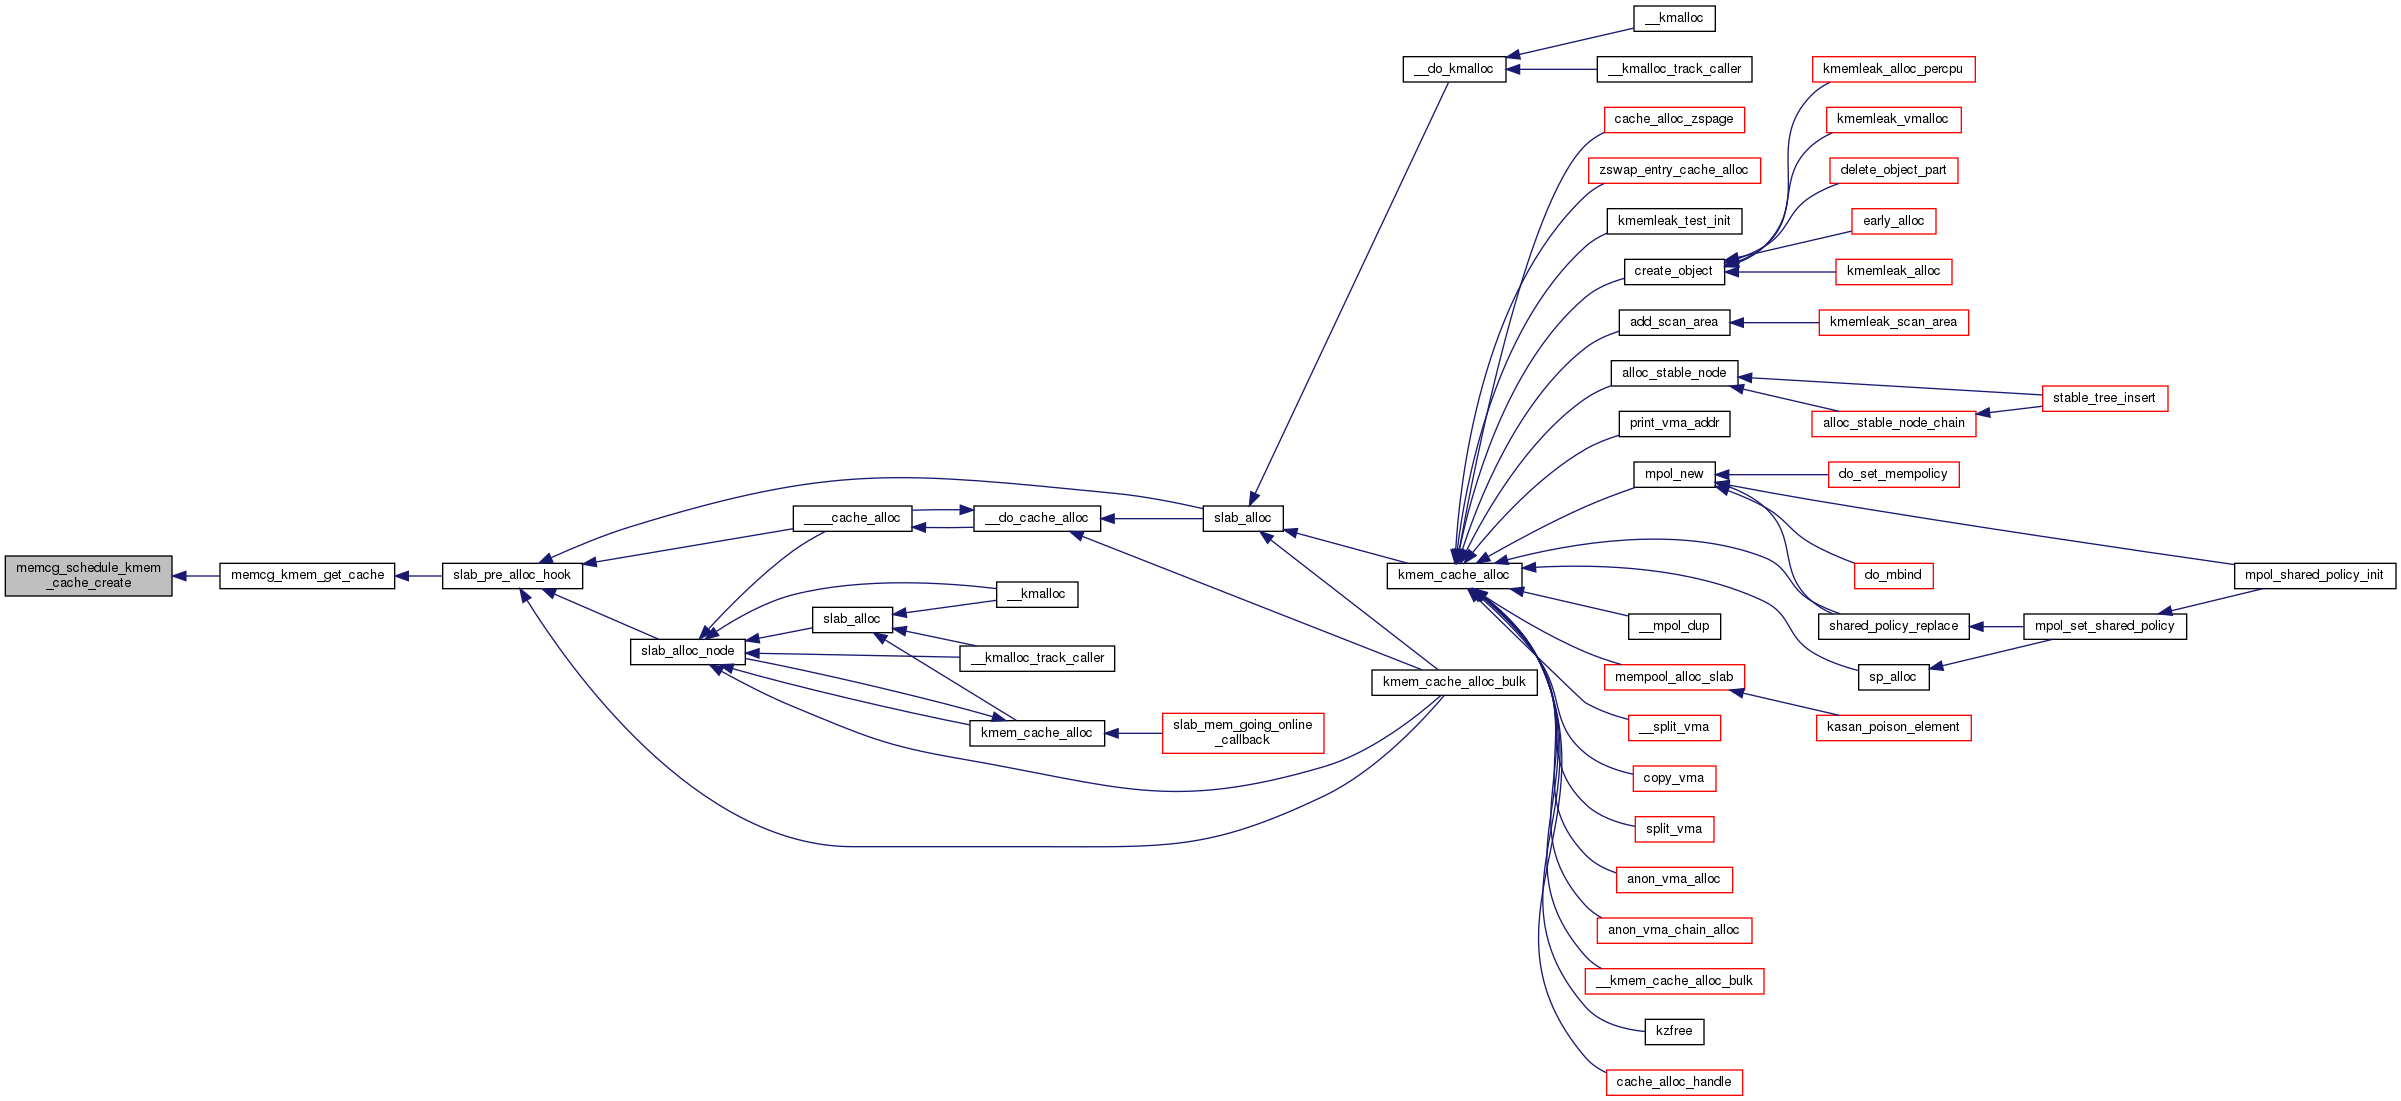 memcg_schedule_kmem
_cache_create
memcg_kmem_get_cache
slab_pre_alloc_hook
slab_alloc_node
____cache_alloc
slab_alloc
__do_cache_alloc
__kmalloc
__kmalloc_track_caller
kmem_cache_alloc
slab_mem_going_online
_callback
slab_alloc
__do_kmalloc
kmem_cache_alloc
kmem_cache_alloc_bulk
__kmalloc
__kmalloc_track_caller
cache_alloc_zspage
zswap_entry_cache_alloc
kmemleak_test_init
create_object
add_scan_area
alloc_stable_node
print_vma_addr
mpol_new
__mpol_dup
mempool_alloc_slab
__split_vma
copy_vma
split_vma
anon_vma_alloc
anon_vma_chain_alloc
__kmem_cache_alloc_bulk
kzfree
cache_alloc_handle
kmemleak_alloc_percpu
kmemleak_vmalloc
delete_object_part
early_alloc
kmemleak_alloc
kmemleak_scan_area
alloc_stable_node_chain
do_set_mempolicy
do_mbind
shared_policy_replace
sp_alloc
kasan_poison_element
stable_tree_insert
mpol_set_shared_policy
mpol_shared_policy_init